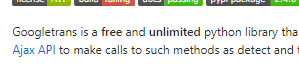 Googletrans is a free and unlimited python library tha
Ajax API to make calls to such methods as detect and